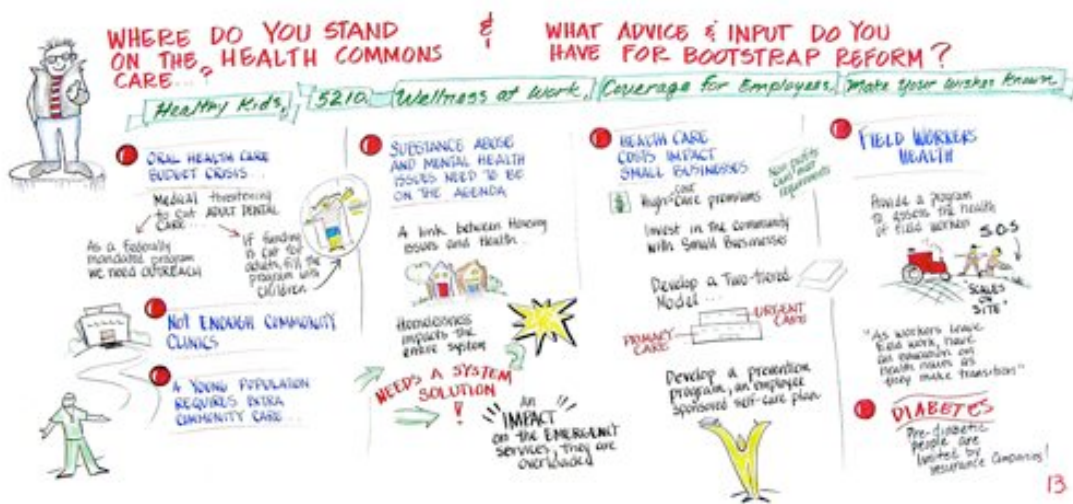 WHERE DO YOU STAND
ON THE HEALTH COMMONS
CARE...?
&
WHAT ADVICE & INPUT DO YOU
HAVE FOR BOOTSTRAP REFORM?
Healthy Kids,
5210,
Wellness at Work,
Coverage for Employees,
Make Your Wishes Known
ORAL HEALTH CARE
BUDGET CRISIS...
Medical threatening
to cut ADULT DENTAL
CARE...
As a federally
mandated program
WE NEED OUTREACH
If funding
is cut for
adults, fill the
program with
children
NOT ENOUGH COMMUNITY
CLINICS
A YOUNG POPULATION
REQUIRES EXTRA
COMMUNITY CARE...
SUBSTANCE ABUSE
AND MENTAL HEALTH
ISSUES NEED TO BE
ON THE AGENDA
A link between Housing
issues and Health...
Homelessness
impacts the
entire system
NEEDS A SYSTEM
SOLUTION
!
An
IMPACT
on the EMERGENCY
services, they are
overloaded
HEALTH CARE
COSTS IMPACT
SMALL BUSINESSES
Non profits
requirements
$
High-cost
Care premiums
Invest in the community
with Small Businesses
Develop a Two-tiered
Model...
URGENT CARE
PRIMARY
CARE
Develop a prevention
program, an employee
sponsored self-care plan
FIELD WORKERS
HEALTH
Provide a program
to assess the health
of field workers
S.O.S
"SCALES
ON
SITE"
"As workers leave
field work, have
an education on
health issues as
they make transition"
DIABETES
Pre-diabetic
people are
limited by
insurance companies!
13